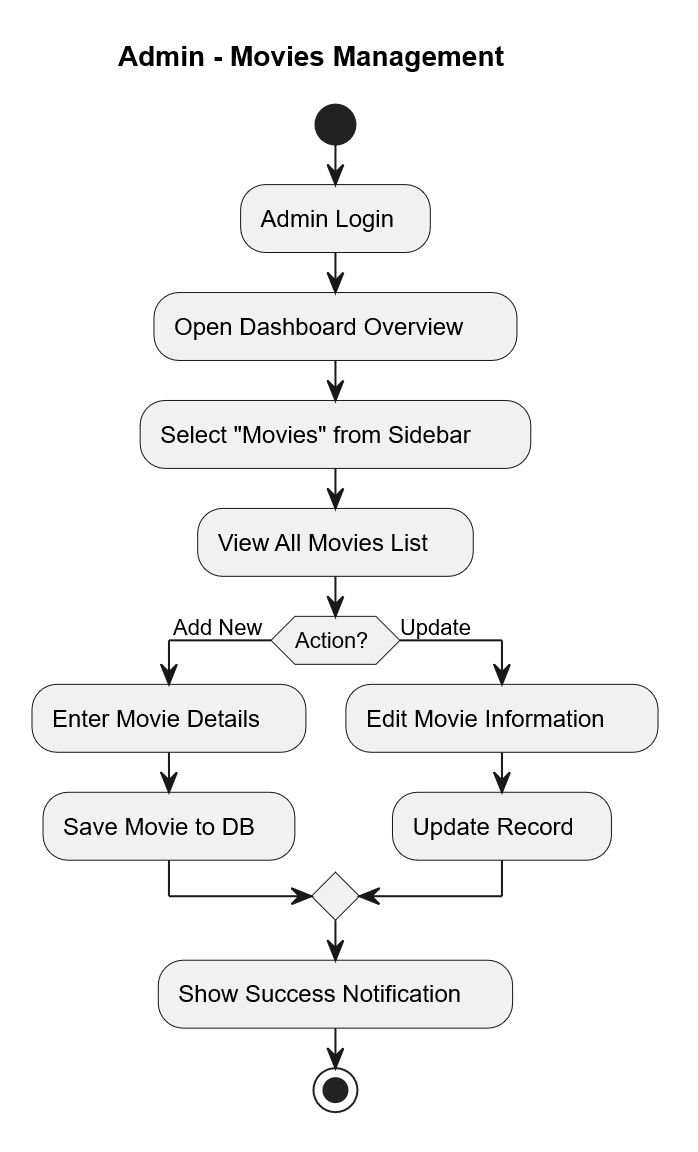 Admin - Movies Management
Admin Login
Open Dashboard Overview
Select "Movies" from Sidebar
View All Movies List
Add New
Action?
Update
Enter Movie Details
Edit Movie Information
Save Movie to DB
Update Record
Show Success Notification